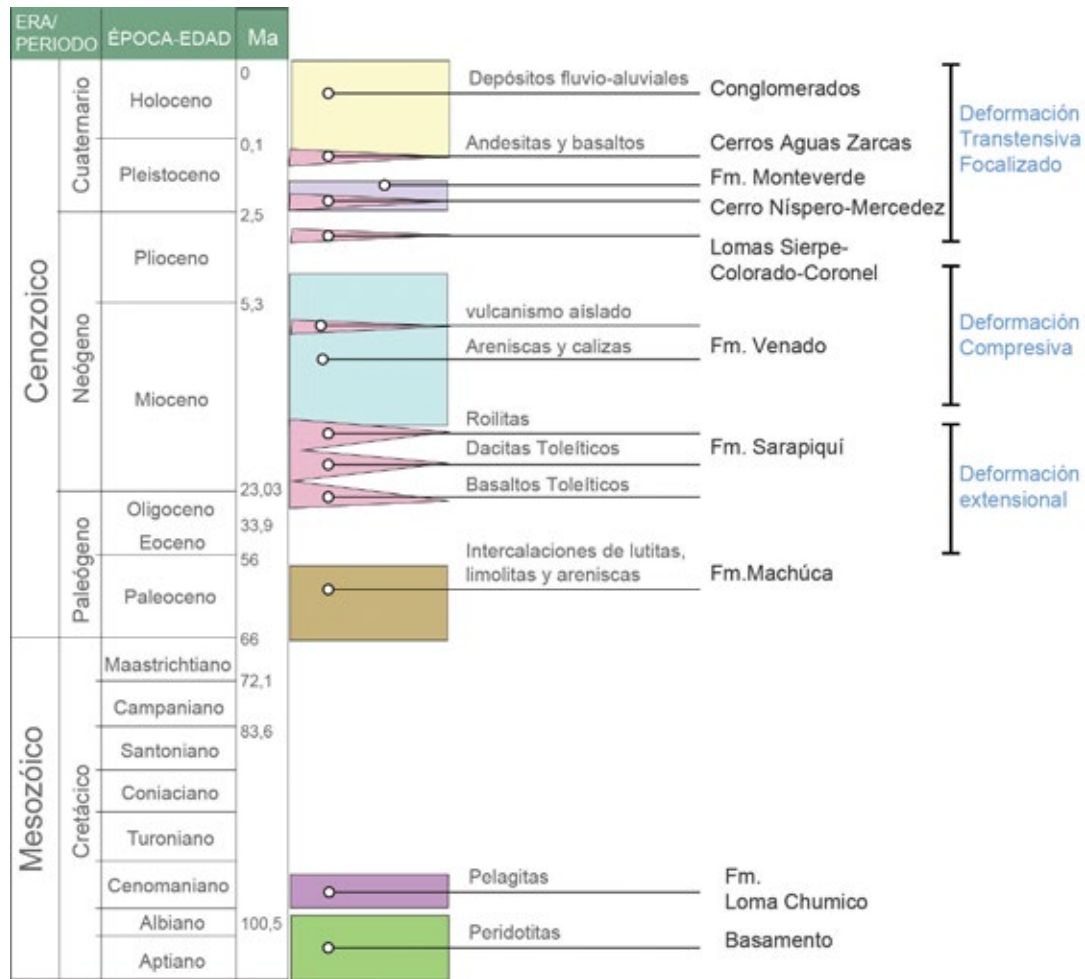 ERA/
PERIODO
ÉPOCA-EDAD
Ma
Cenozoico
Mesozóico
Cuaternario
Neógeno
Paleógeno
Cretácico
Holoceno
Pleistoceno
Plioceno
Mioceno
Oligoceno
Eoceno
Paleoceno
Maastrichtiano
Campaniano
Santoniano
Coniaciano
Turoniano
Cenomaniano
Albiano
Aptiano
0
0,1
2,5
5,3
23,03
33,9
56
66
72,1
83,6
100,5
Depósitos fluvio-aluviales
Conglomerados
Andesitas y basaltos
Cerros Aguas Zarcas
Fm. Monteverde
Cerro Níspero-Mercedez
Lomas Sierpe-
Colorado-Coronel
vulcanismo aislado
Areniscas y calizas
Fm. Venado
Roilitas
Dacitas Toleíticos
Fm. Sarapiquí
Basaltos Toleíticos
Intercalaciones de lutitas,
limolitas y areniscas
Fm.Machúca
Pelagitas
Fm.
Loma Chumico
Peridotitas
Basamento
Deformación
Transtensiva
Focalizado
Deformación
Compresiva
Deformación
extensional